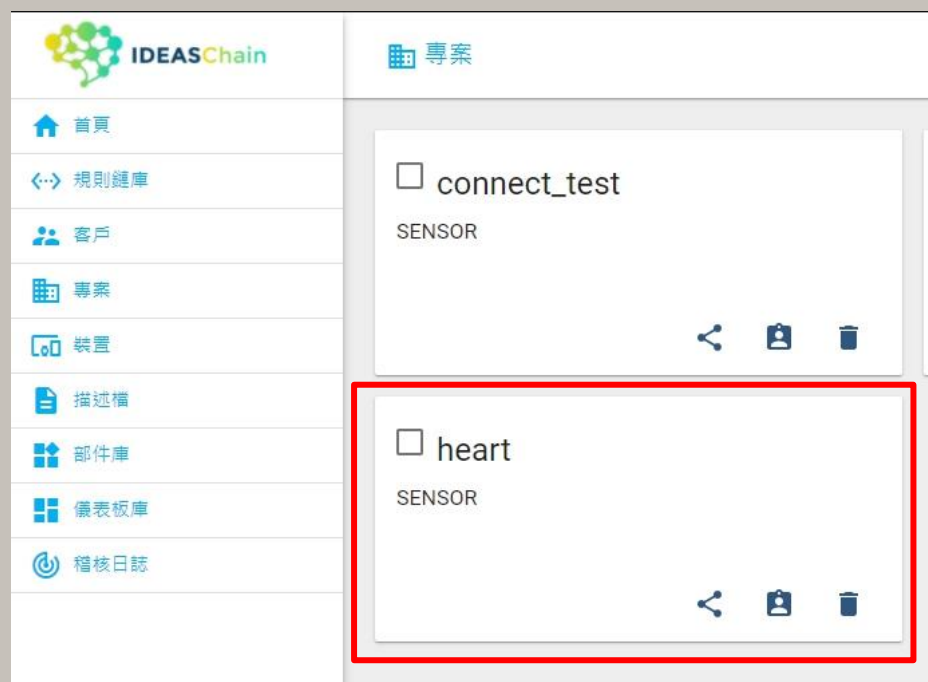 IDEASChain
首頁
規則鏈庫
客戶
專案
裝置
描述檔
部件庫
儀表板庫
稽核日誌
專案
connect_test
SENSOR
heart
SENSOR